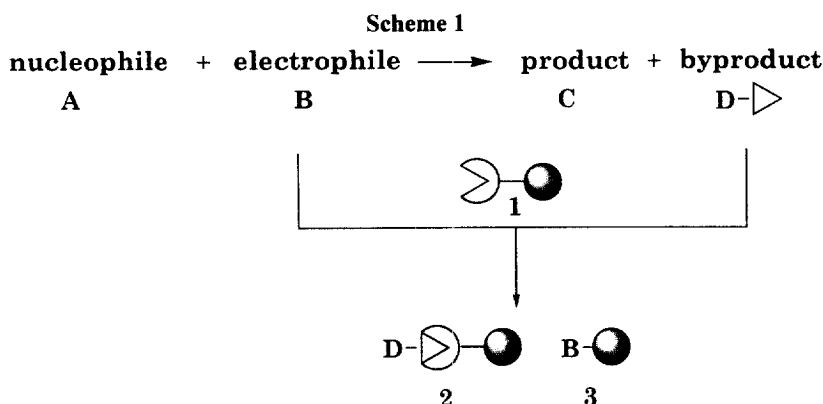 Scheme 1
nucleophile + electrophile product + byproduct
A B C D-
1
D- B-
2 3